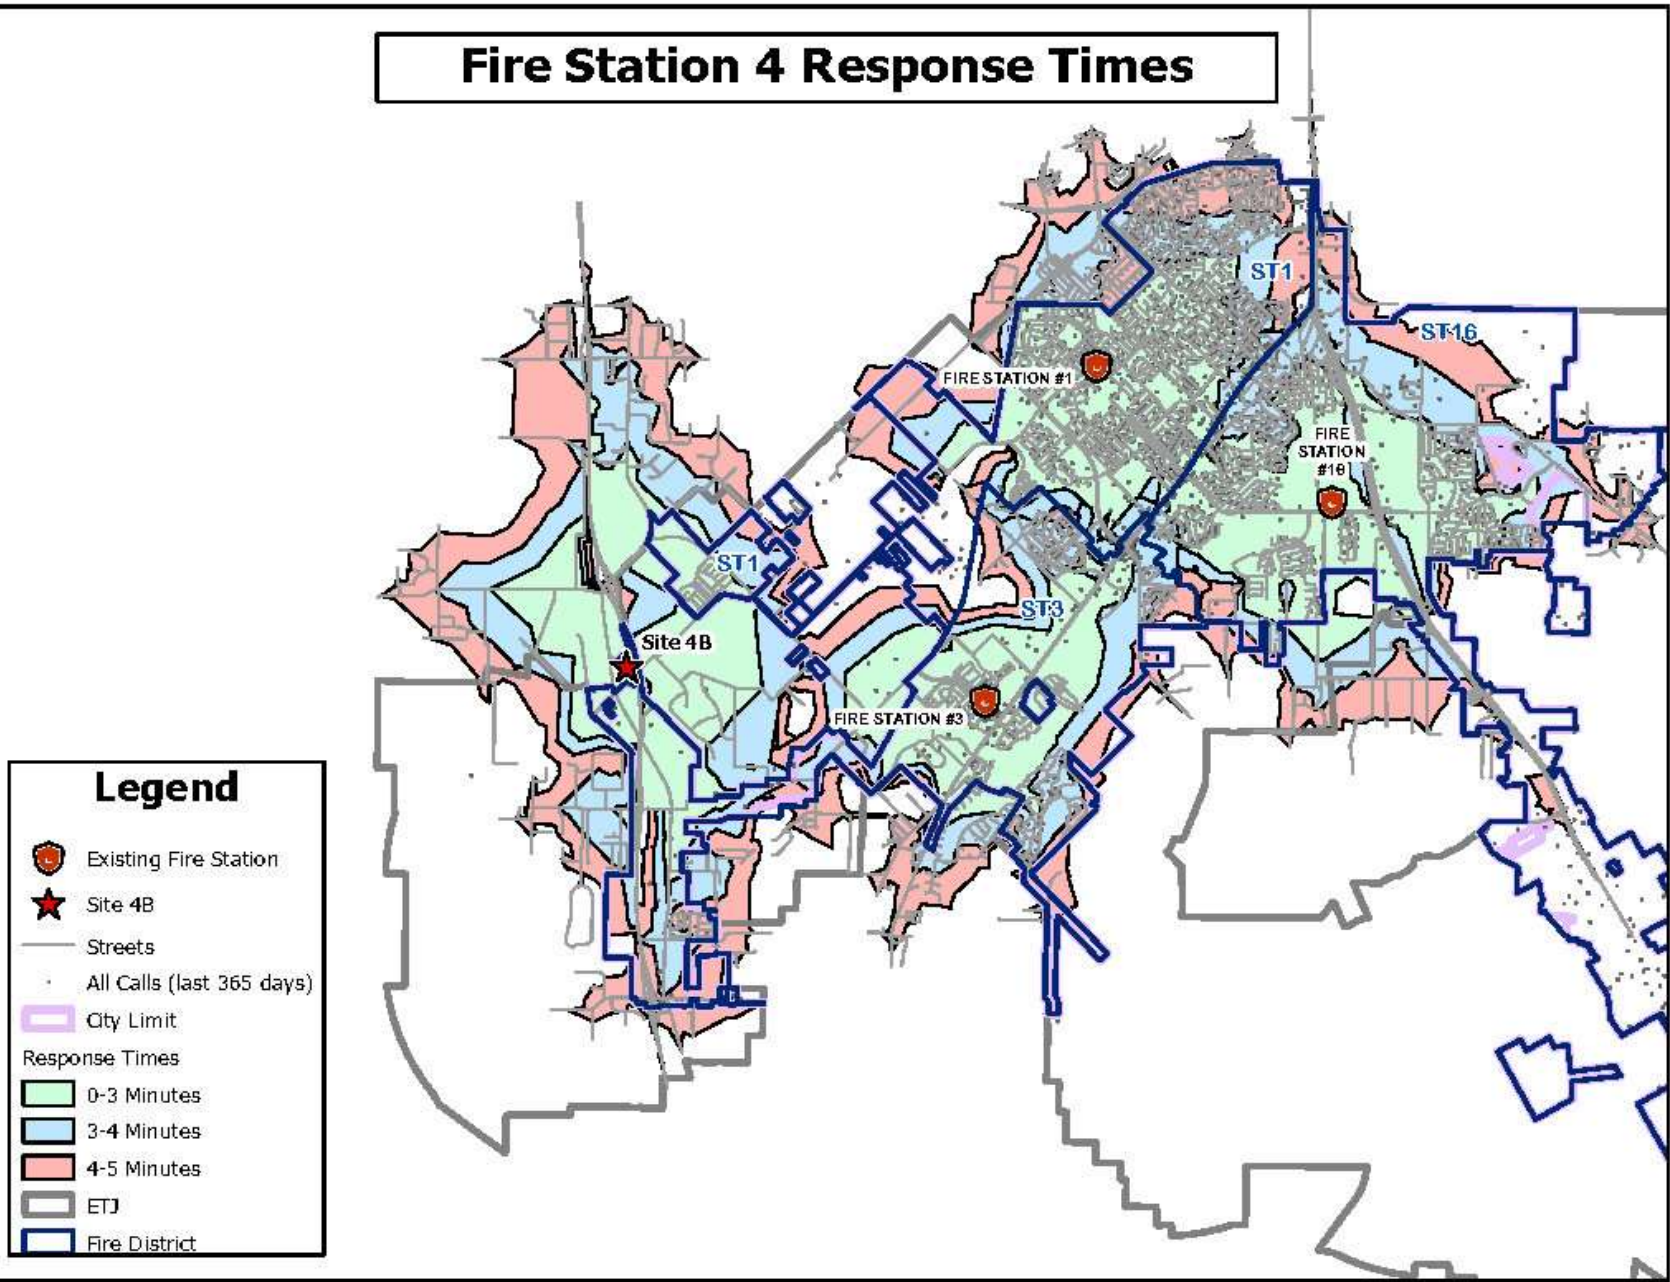 Fire Station 4 Response Times
ST1
ST16
FIRE STATION #1
FIRE
STATION
#18
ST1
ST3
Site 4B
FIRE STATION #3
Legend
Existing Fire Station
Site 4B
Streets
All Calls (last 365 days)
City Limit
Response Times
0-3 Minutes
3-4 Minutes
4-5 Minutes
ETJ
Fire District